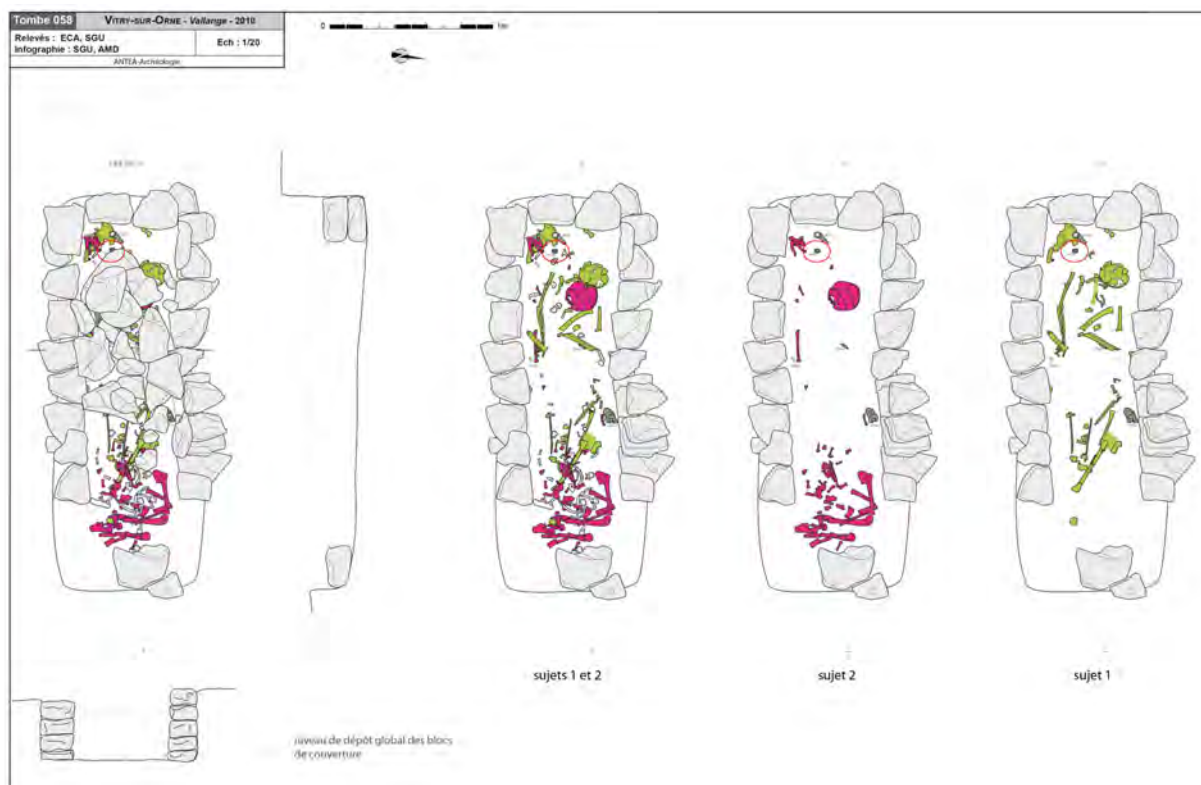 Tombe 058
VITRY-SUR-ORNE - Vallange - 2010
Relevés : ECA, SGU
Infographie : SGU, AMD
Ech : 1/20
ANTEA-Archéologie
0 1m
sujets 1 et 2
sujet 2
sujet 1
niveau de dépôt global des blocs
de couverture